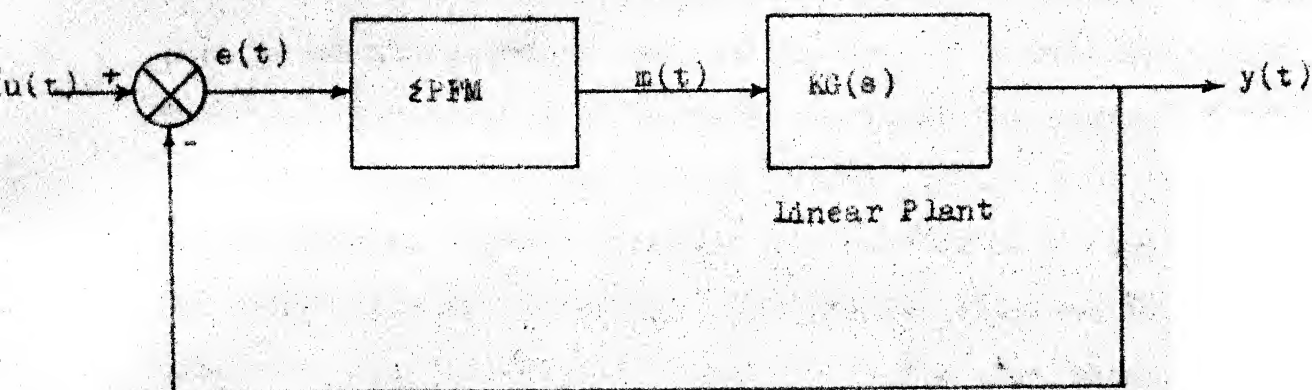 u(t) + e(t) ΣPFM m(t) KG(s) y(t)
-
Linear Plant